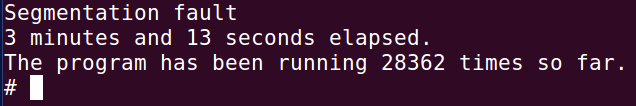 Segmentation fault
3 minutes and 13 seconds elapsed.
The program has been running 28362 times so far.
#